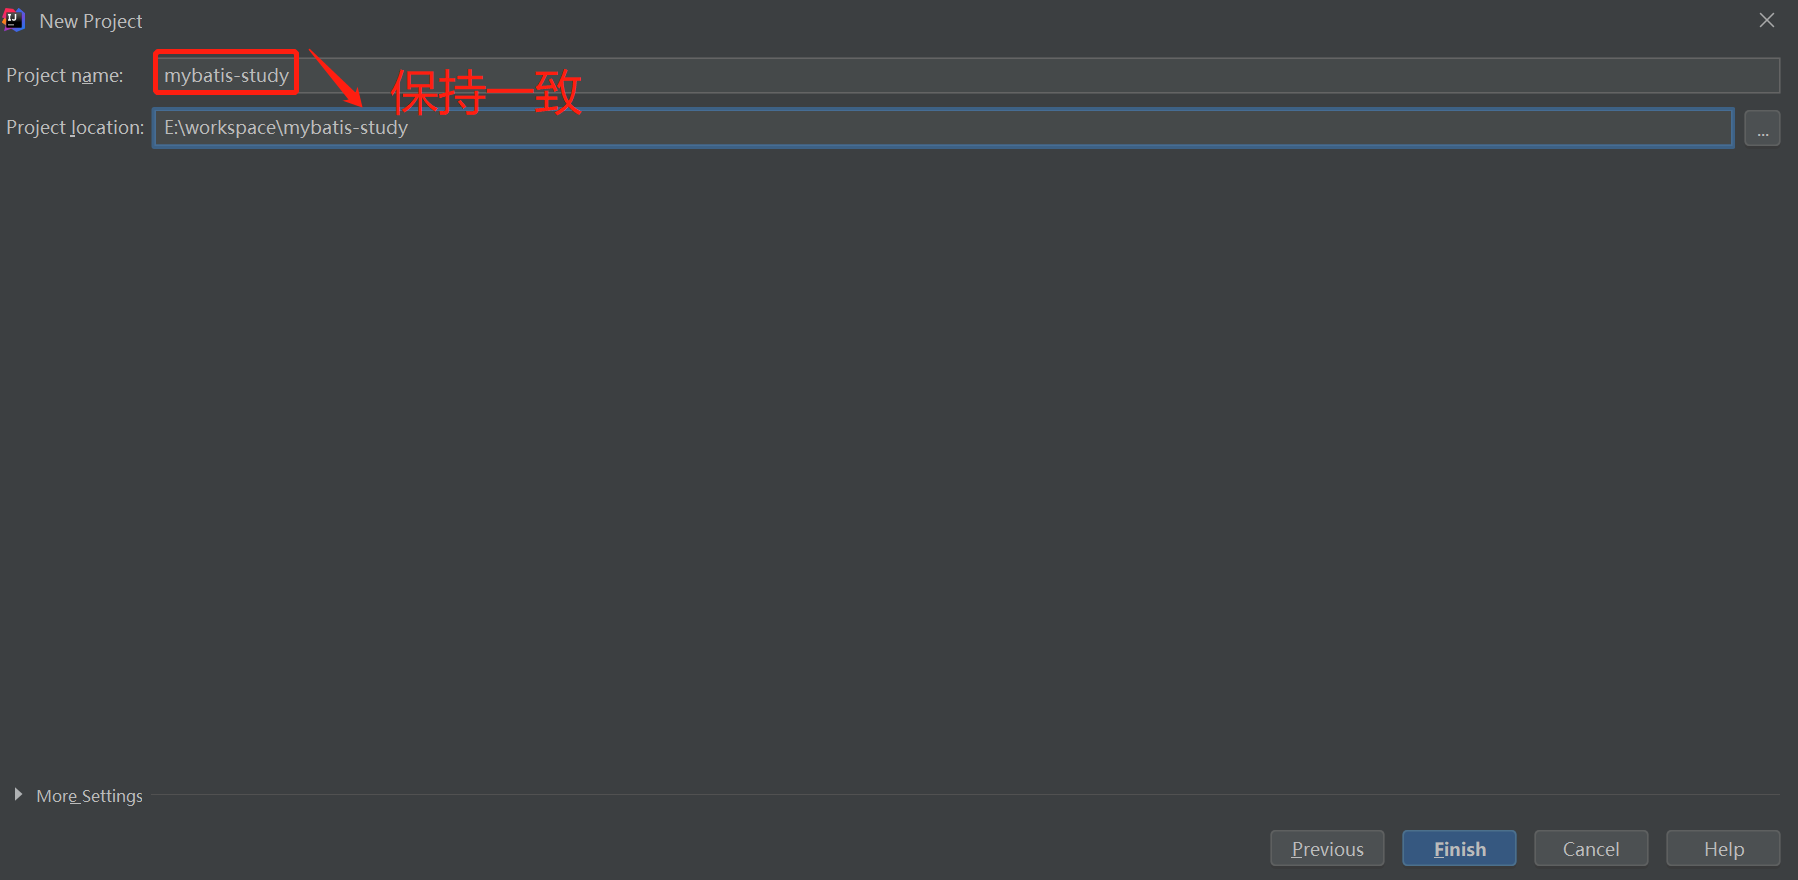 New Project
Project name: mybatis-study
保持一致
Project location: E:\workspace\mybatis-study ...
More Settings
Previous Finish Cancel Help